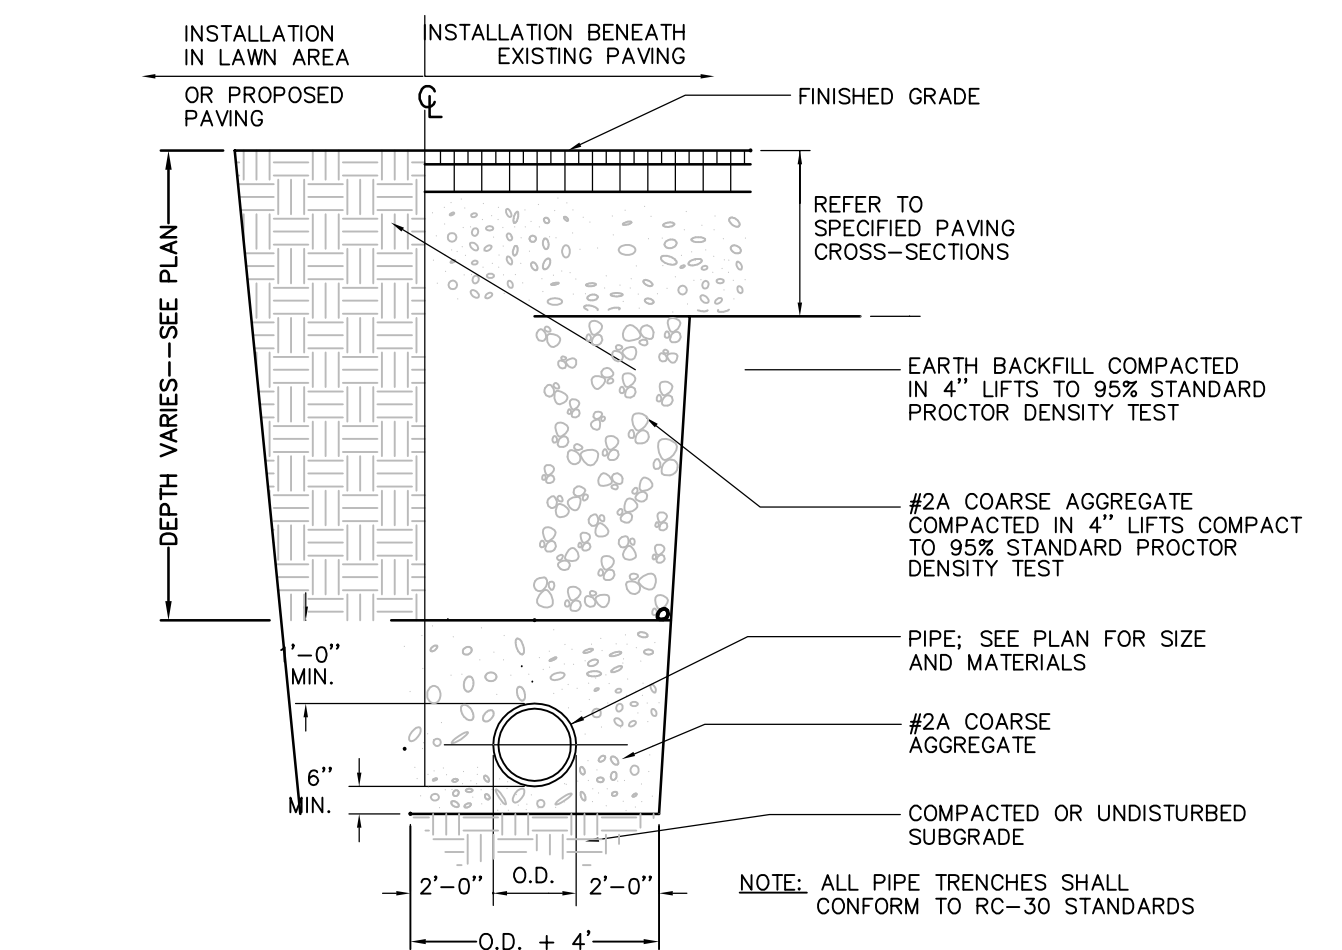 INSTALLATION
IN LAWN AREA
OR PROPOSED
PAVING
INSTALLATION BENEATH
EXISTING PAVING
CL
FINISHED GRADE
DEPTH VARIES--SEE PLAN
REFER TO
SPECIFIED PAVING
CROSS-SECTIONS
EARTH BACKFILL COMPACTED
IN 4" LIFTS TO 95% STANDARD
PROCTOR DENSITY TEST
#2A COARSE AGGREGATE
COMPACTED IN 4" LIFTS COMPACT
TO 95% STANDARD PROCTOR
DENSITY TEST
'-0"
MIN.
PIPE; SEE PLAN FOR SIZE
AND MATERIALS
#2A COARSE
AGGREGATE
6"
MIN.
COMPACTED OR UNDISTURBED
SUBGRADE
2'-0"
O.D.
2'-0"
O.D. + 4'
NOTE: ALL PIPE TRENCHES SHALL
CONFORM TO RC-30 STANDARDS